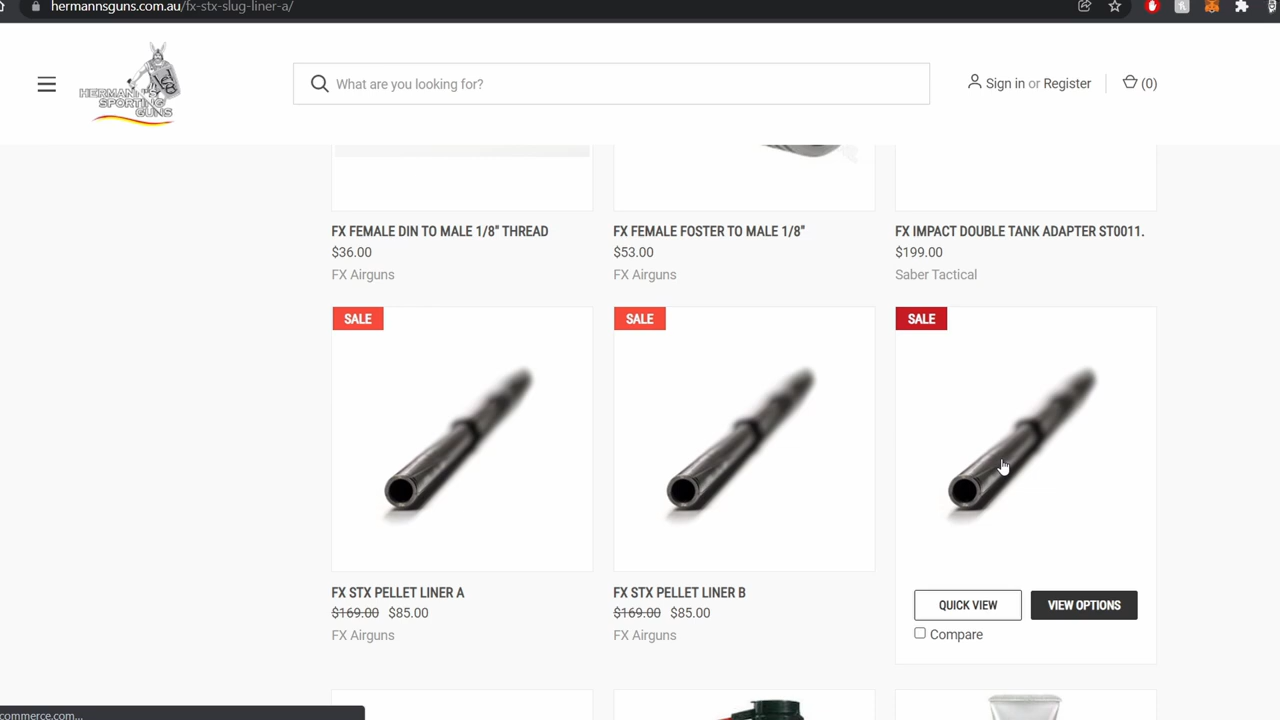 hermannsguns.com.au/fx-stx-slug-liner-a/
HERMANN'S
SPORTING
GUNS
What are you looking for?
Sign in or Register
(0)
FX FEMALE DIN TO MALE 1/8" THREAD
$36.00
FX Airguns
FX FEMALE FOSTER TO MALE 1/8"
$53.00
FX Airguns
FX IMPACT DOUBLE TANK ADAPTER ST0011.
$199.00
Saber Tactical
SALE
SALE
SALE
FX STX PELLET LINER A
$169.00 $85.00
FX Airguns
FX STX PELLET LINER B
$169.00 $85.00
FX Airguns
QUICK VIEW
VIEW OPTIONS
Compare
commerce.com...